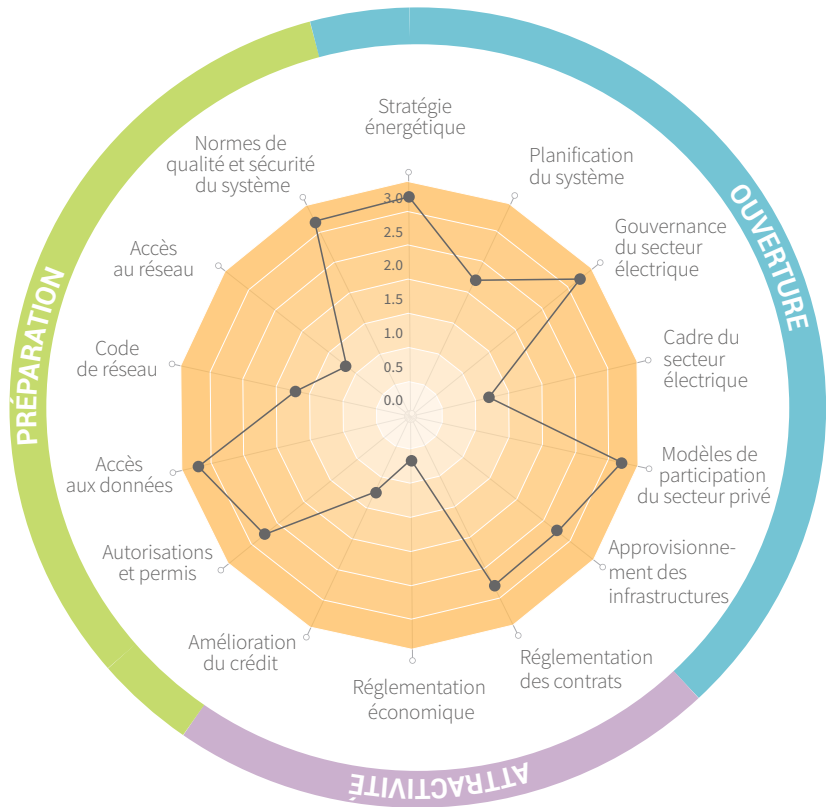 Stratégie
énergétique
Planification
du système
Gouvernance
du secteur
électrique
Cadre du
secteur
électrique
Modèles de
participation
du secteur privé
Approvisionne-
ment des
infrastructures
Réglementation
des contrats
Réglementation
économique
Amélioration
du crédit
Autorisations
et permis
Accès
aux données
Code
de réseau
Accès
au réseau
Normes de
qualité et sécurité
du système
3.0
2.5
2.0
1.5
1.0
0.5
0.0
OUVERTURE
ATTRACTIVITÉ
PRÉPARATION